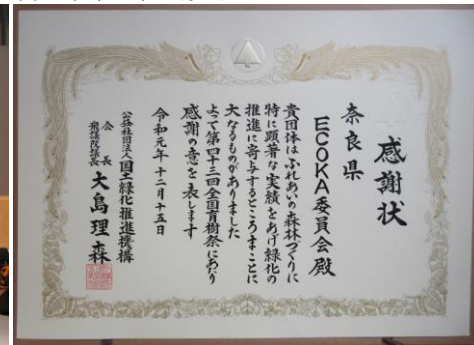 感謝状
奈良県
ECOKA委員会殿
貴団体はふれあいの森林づくりに
特に顕著な実績をあげ緑化の
推進に寄与するところまことに
大なるものがありました
よって第四十三回全国育樹祭にあたり
感謝の意を表します
令和元年十二月十五日
公益社団法人国土緑化推進機構
会長
衆議院議長
大島理森